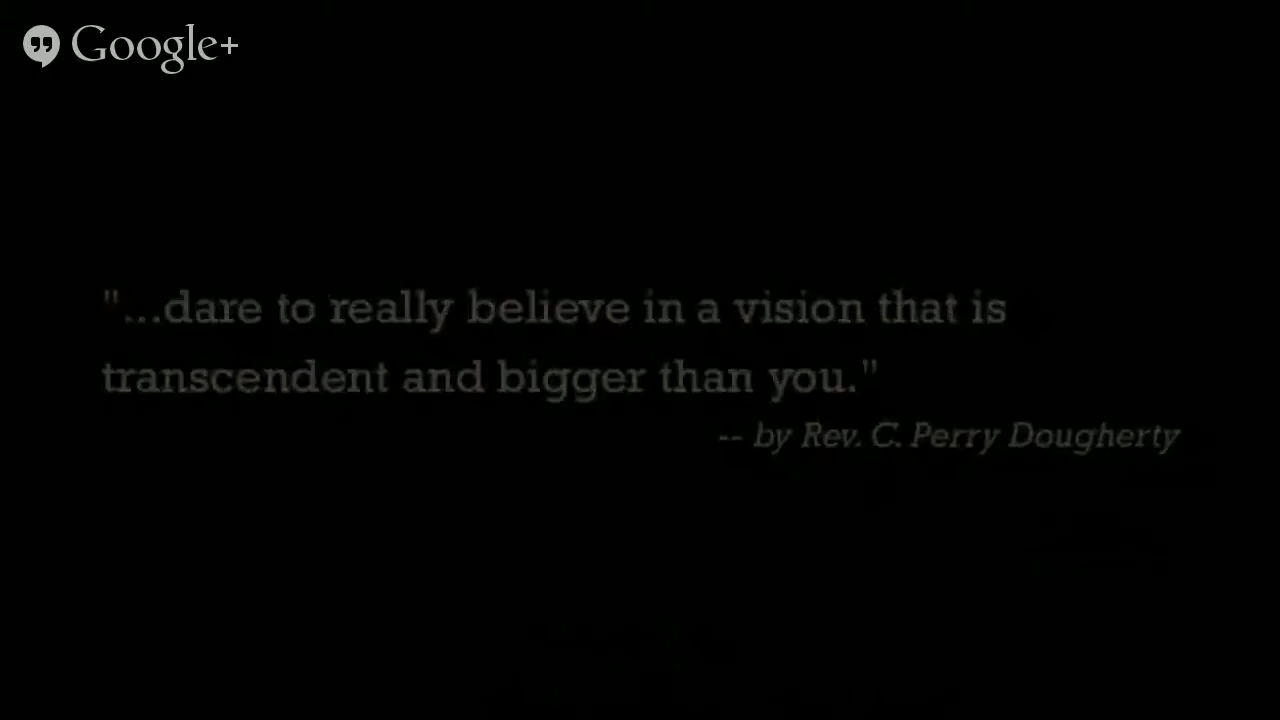 Google+
"...dare to really believe in a vision that is
transcendent and bigger than you."
-- by Rev. C. Perry Dougherty